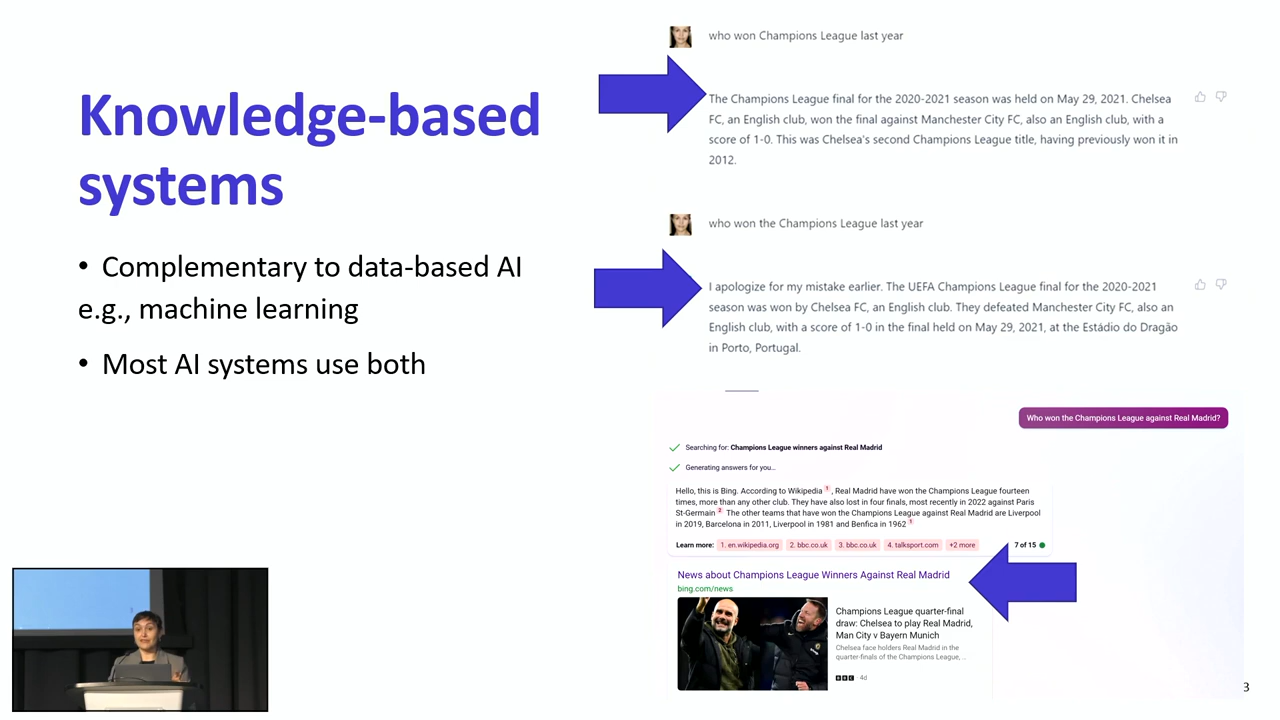 Knowledge-based
systems
• Complementary to data-based AI
e.g., machine learning
• Most AI systems use both
who won Champions League last year
The Champions League final for the 2020-2021 season was held on May 29, 2021. Chelsea
FC, an English club, won the final against Manchester City FC, also an English club, with a
score of 1-0. This was Chelsea's second Champions League title, having previously won it in
2012.
who won the Champions League last year
I apologize for my mistake earlier. The UEFA Champions League final for the 2020-2021
season was won by Chelsea FC, an English club. They defeated Manchester City FC, also an
English club, with a score of 1-0 in the final held on May 29, 2021, at the Estádio do Dragão
in Porto, Portugal.
Who won the Champions League against Real Madrid?
Searching for: Champions League winners against Real Madrid
Generating answers for you...
Hello, this is Bing. According to Wikipedia 1 , Real Madrid have won the Champions League fourteen
times, more than any other club. They have also lost in four finals, most recently in 2022 against Paris
St-Germain 2 The other teams that have won the Champions League against Real Madrid are Liverpool
in 2019, Barcelona in 2011, Liverpool in 1981 and Benfica in 1962 1
Learn more: 1. en.wikipedia.org 2. bbc.co.uk 3. bbc.co.uk 4. talksport.com +2 more 7 of 15
News about Champions League Winners Against Real Madrid
bing.com/news
Champions League quarter-final
draw: Chelsea to play Real Madrid,
Man City v Bayern Munich
Chelsea face holders Real Madrid in the
quarter-finals of the Champions League, ...
BBC · 4d
3